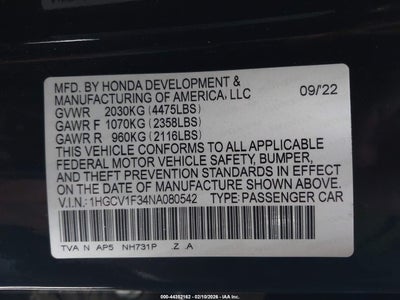 MFD. BY HONDA DEVELOPMENT &
MANUFACTURING OF AMERICA, LLC
09/'22
GVWR 2030KG (4475LBS)
GAWR F 1070KG (2358LBS)
GAWR R 960KG (2116LBS)
THIS VEHICLE CONFORMS TO ALL APPLICABLE
FEDERAL MOTOR VEHICLE SAFETY, BUMPER,
AND THEFT PREVENTION STANDARDS IN EFFECT
ON THE DATE OF MANUFACTURE SHOWN ABOVE.
V.I.N.: 1HGCV1F34NA080542 TYPE: PASSENGER CAR
TVA N AP5 NH731P .Z .A
000-44352162 - 02/10/2026 - IAA, Inc.